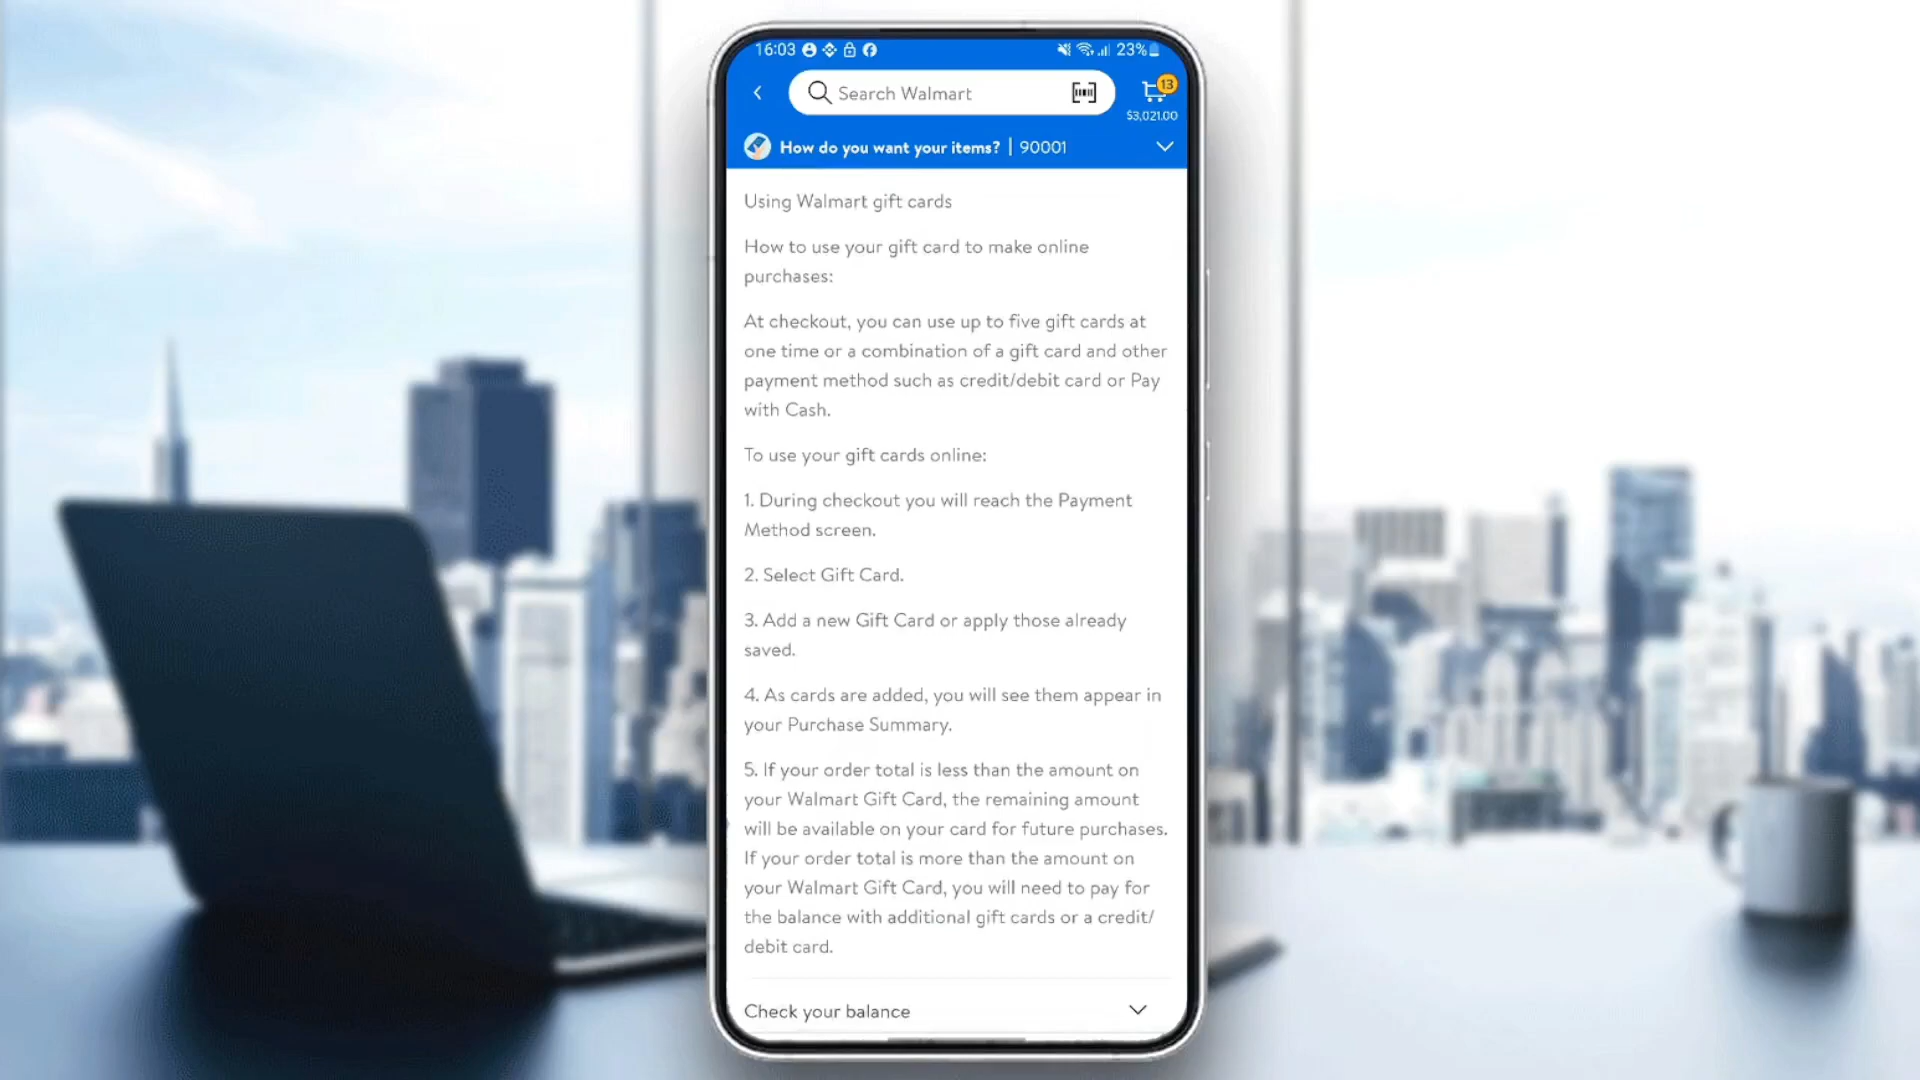 16:03
23%
Search Walmart
13
$3,021.00
How do you want your items? | 90001
Using Walmart gift cards
How to use your gift card to make online
purchases:
At checkout, you can use up to five gift cards at
one time or a combination of a gift card and other
payment method such as credit/debit card or Pay
with Cash.
To use your gift cards online:
1. During checkout you will reach the Payment
Method screen.
2. Select Gift Card.
3. Add a new Gift Card or apply those already
saved.
4. As cards are added, you will see them appear in
your Purchase Summary.
5. If your order total is less than the amount on
your Walmart Gift Card, the remaining amount
will be available on your card for future purchases.
If your order total is more than the amount on
your Walmart Gift Card, you will need to pay for
the balance with additional gift cards or a credit/
debit card.
Check your balance